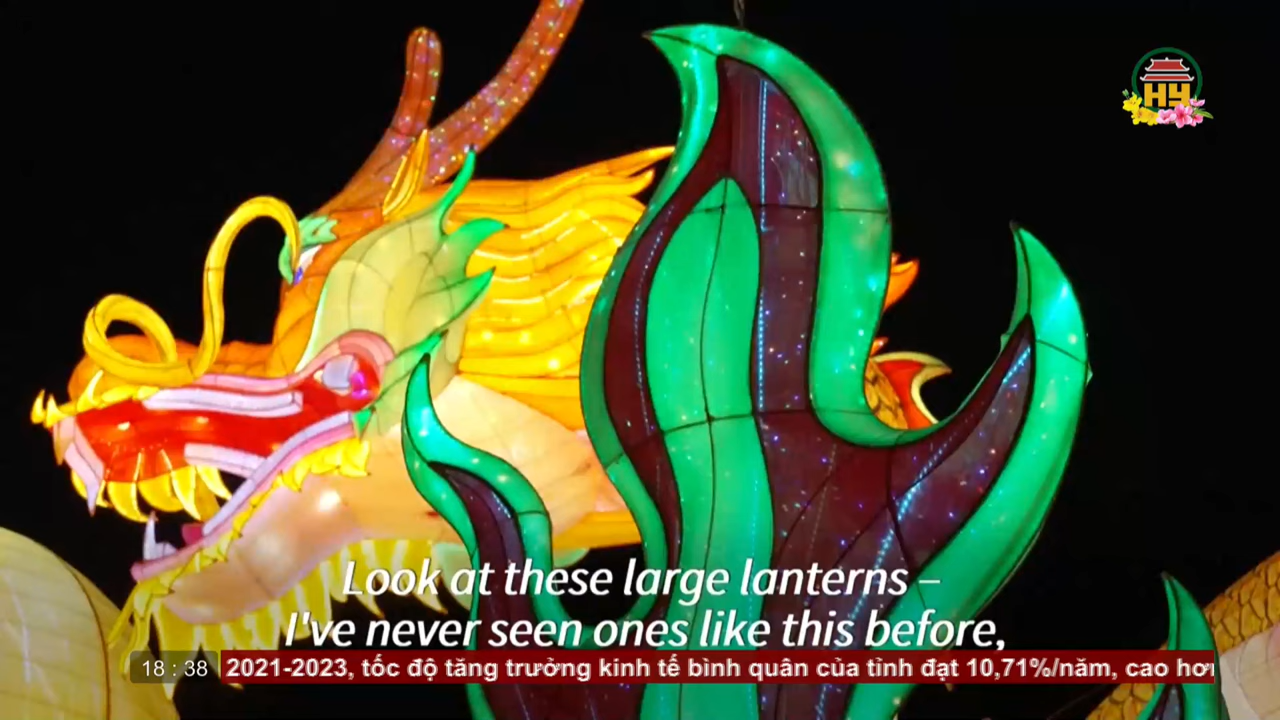 HY
Look at these large lanterns –
I've never seen ones like this before,
18 : 38
2021-2023, tốc độ tăng trưởng kinh tế bình quân của tỉnh đạt 10,71%/năm, cao